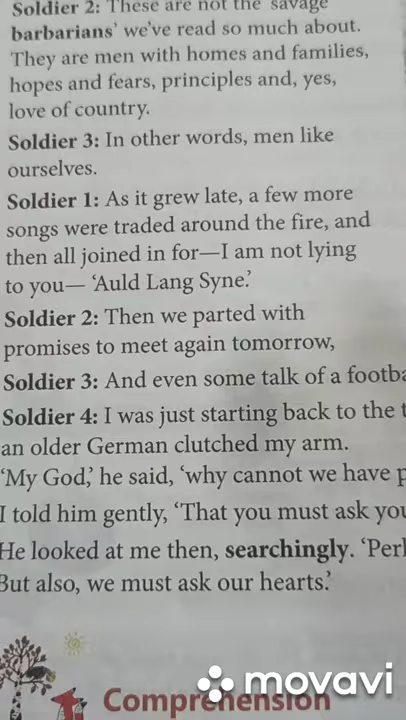 Soldier 2: These are not the 'savage
barbarians' we've read so much about.
They are men with homes and families,
hopes and fears, principles and, yes,
love of country.
Soldier 3: In other words, men like
ourselves.
Soldier 1: As it grew late, a few more
songs were traded around the fire, and
then all joined in for—I am not lying
to you— 'Auld Lang Syne.'
Soldier 2: Then we parted with
promises to meet again tomorrow,
Soldier 3: And even some talk of a footba
Soldier 4: I was just starting back to the t
an older German clutched my arm.
'My God,' he said, 'why cannot we have p
I told him gently, 'That you must ask you
He looked at me then, searchingly. 'Perh
But also, we must ask our hearts.'
Comprehension
movavi